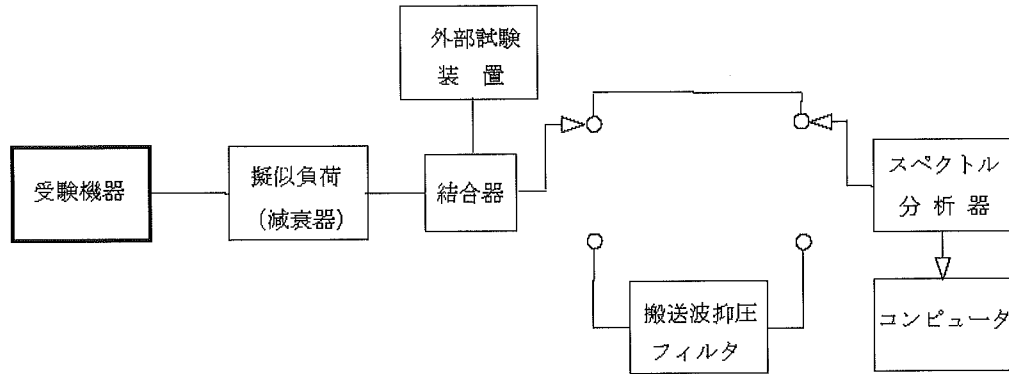 外部試験
装 置
受験機器
擬似負荷
(減衰器)
結合器
スペクトル
分 析 器
搬送波抑圧
フィルタ
コンピュータ